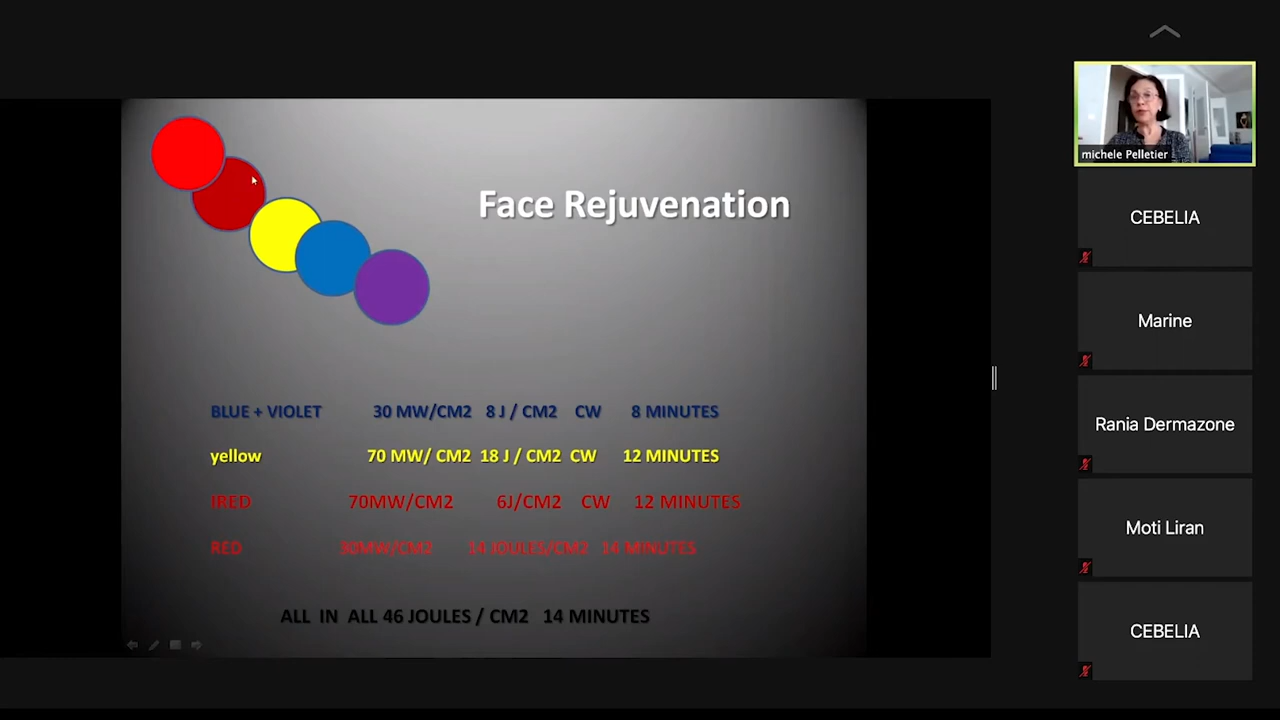 Face Rejuvenation
BLUE + VIOLET 30 MW/CM2 8 J / CM2 CW 8 MINUTES
yellow 70 MW/ CM2 18 J / CM2 CW 12 MINUTES
IRED 70MW/CM2 6J/CM2 CW 12 MINUTES
RED 30MW/CM2 14 JOULES/CM2 14 MINUTES
ALL IN ALL 46 JOULES / CM2 14 MINUTES
michele Pelletier
CEBELIA
Marine
Rania Dermazone
Moti Liran
CEBELIA